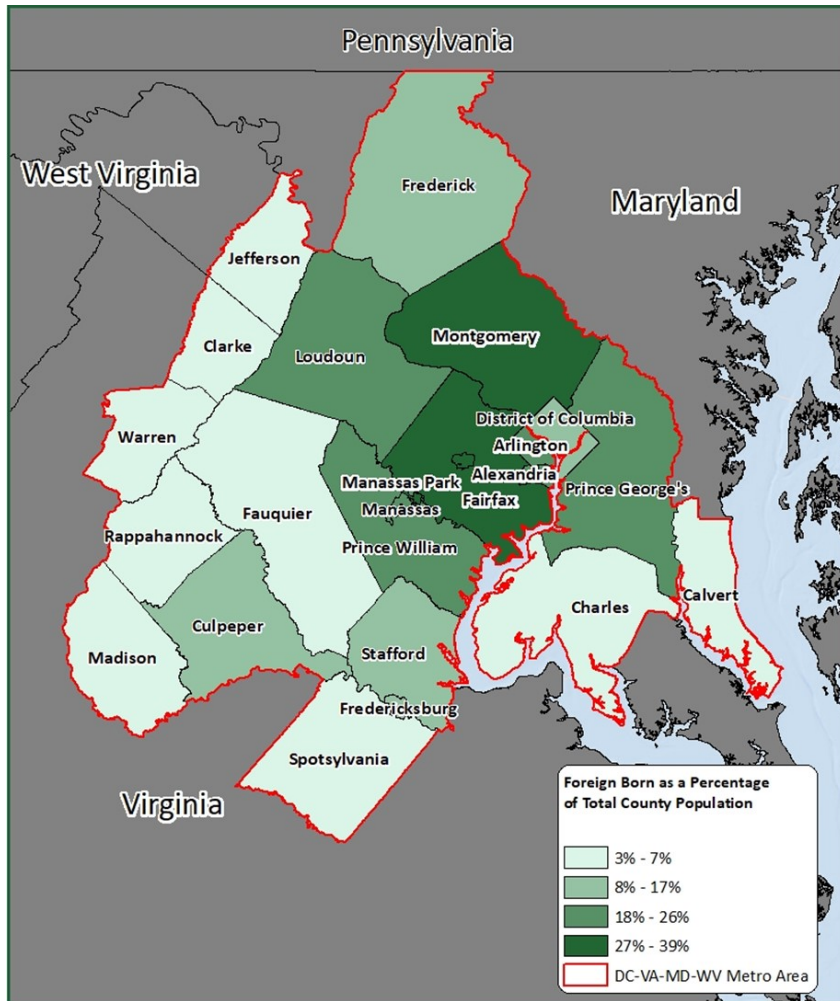 Pennsylvania
West Virginia
Frederick
Maryland
Jefferson
Montgomery
Clarke
Loudoun
District of Columbia
Warren
Arlington
Alexandria
Manassas Park
Prince George's
Fairfax
Manassas
Fauquier
Rappahannock
Prince William
Calvert
Charles
Culpeper
Stafford
Madison
Fredericksburg
Spotsylvania
Virginia
Foreign Born as a Percentage
of Total County Population
3% - 7%
8% - 17%
18% - 26%
27% - 39%
DC-VA-MD-WV Metro Area